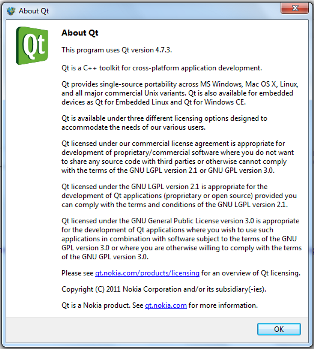 About Qt
Qt
About Qt
This program uses Qt version 4.7.3.
Qt is a C++ toolkit for cross-platform application development.
Qt provides single-source portability across MS Windows, Mac OS X, Linux,
and all major commercial Unix variants. Qt is also available for embedded
devices as Qt for Embedded Linux and Qt for Windows CE.
Qt is available under three different licensing options designed to
accommodate the needs of our various users.
Qt licensed under our commercial license agreement is appropriate for
development of proprietary/commercial software where you do not want
to share any source code with third parties or otherwise cannot comply
with the terms of the GNU LGPL version 2.1 or GNU GPL version 3.0.
Qt licensed under the GNU LGPL version 2.1 is appropriate for the
development of Qt applications (proprietary or open source) provided you
can comply with the terms and conditions of the GNU LGPL version 2.1.
Qt licensed under the GNU General Public License version 3.0 is appropriate
for the development of Qt applications where you wish to use such
applications in combination with software subject to the terms of the GNU
GPL version 3.0 or where you are otherwise willing to comply with the terms
of the GNU GPL version 3.0.
Please see qt.nokia.com/products/licensing for an overview of Qt licensing.
Copyright (C) 2011 Nokia Corporation and/or its subsidiary(-ies).
Qt is a Nokia product. See qt.nokia.com for more information.
OK